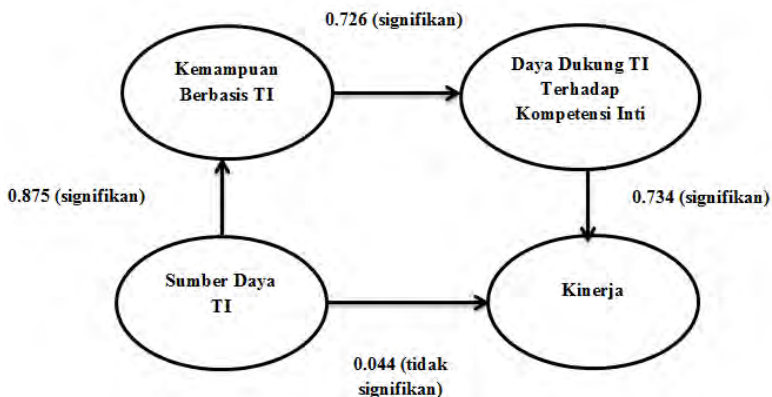 0.726 (signifikan)
Kemampuan
Berbasis TI
Daya Dukung TI
Terhadap
Kompetensi Inti
0.875 (signifikan)
0.734 (signifikan)
Sumber Daya
TI
Kinerja
0.044 (tidak
signifikan)